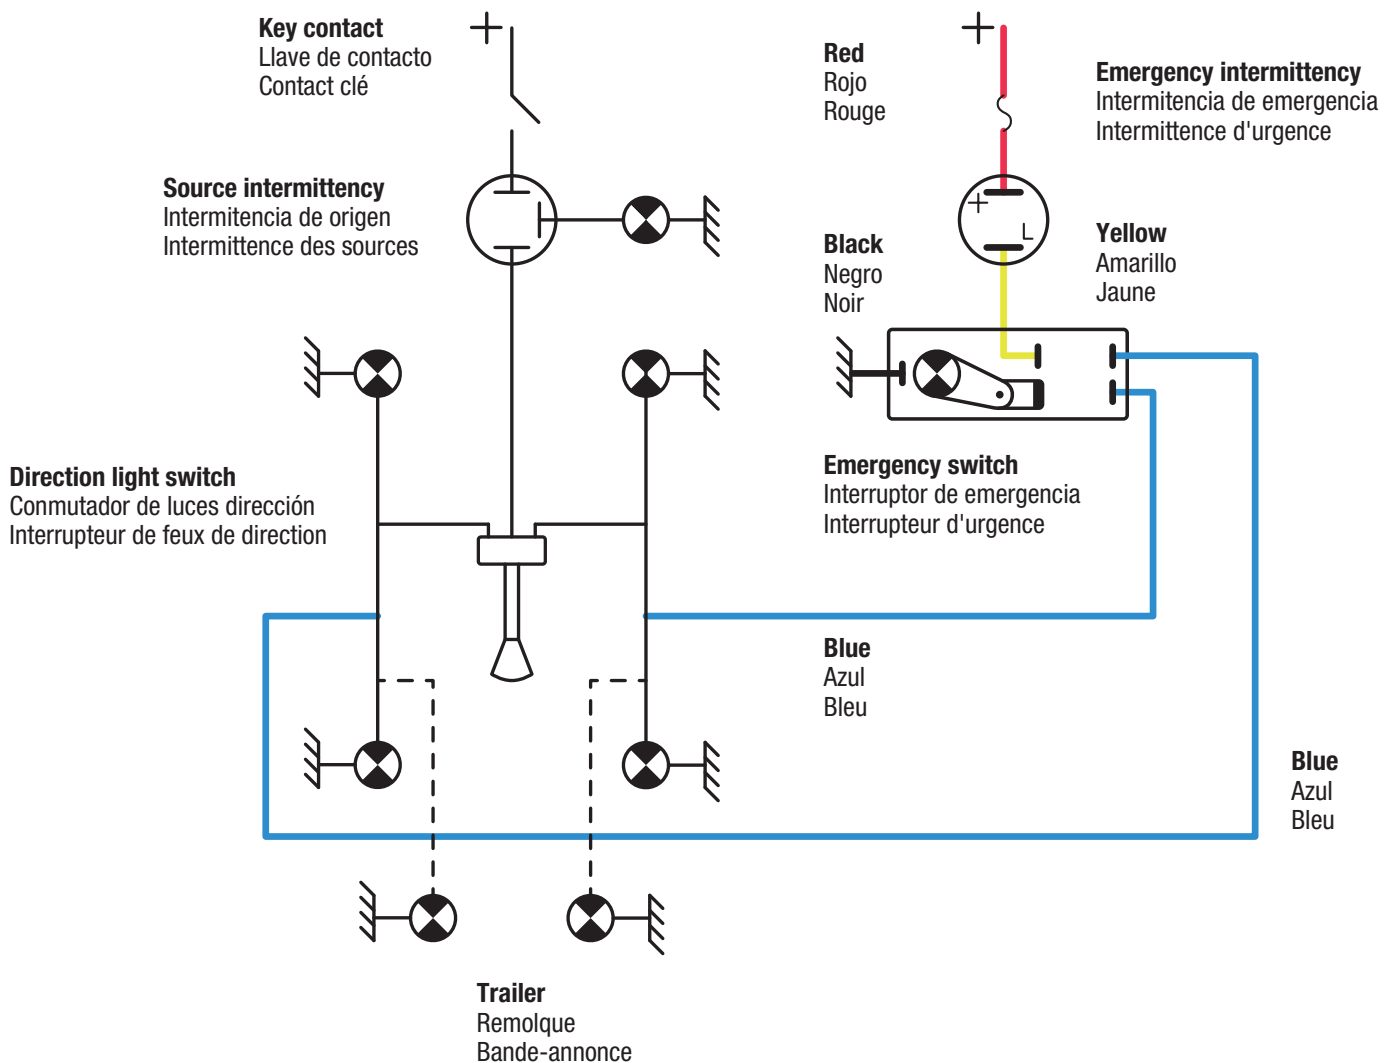 Key contact
Llave de contacto
Contact clé
Red
Rojo
Rouge
Emergency intermittency
Intermitencia de emergencia
Intermittence d'urgence
Source intermittency
Intermitencia de origen
Intermittence des sources
L
Black
Negro
Noir
Yellow
Amarillo
Jaune
Direction light switch
Conmutador de luces dirección
Interrupteur de feux de direction
Emergency switch
Interruptor de emergencia
Interrupteur d'urgence
Blue
Azul
Bleu
Blue
Azul
Bleu
Trailer
Remolque
Bande-annonce